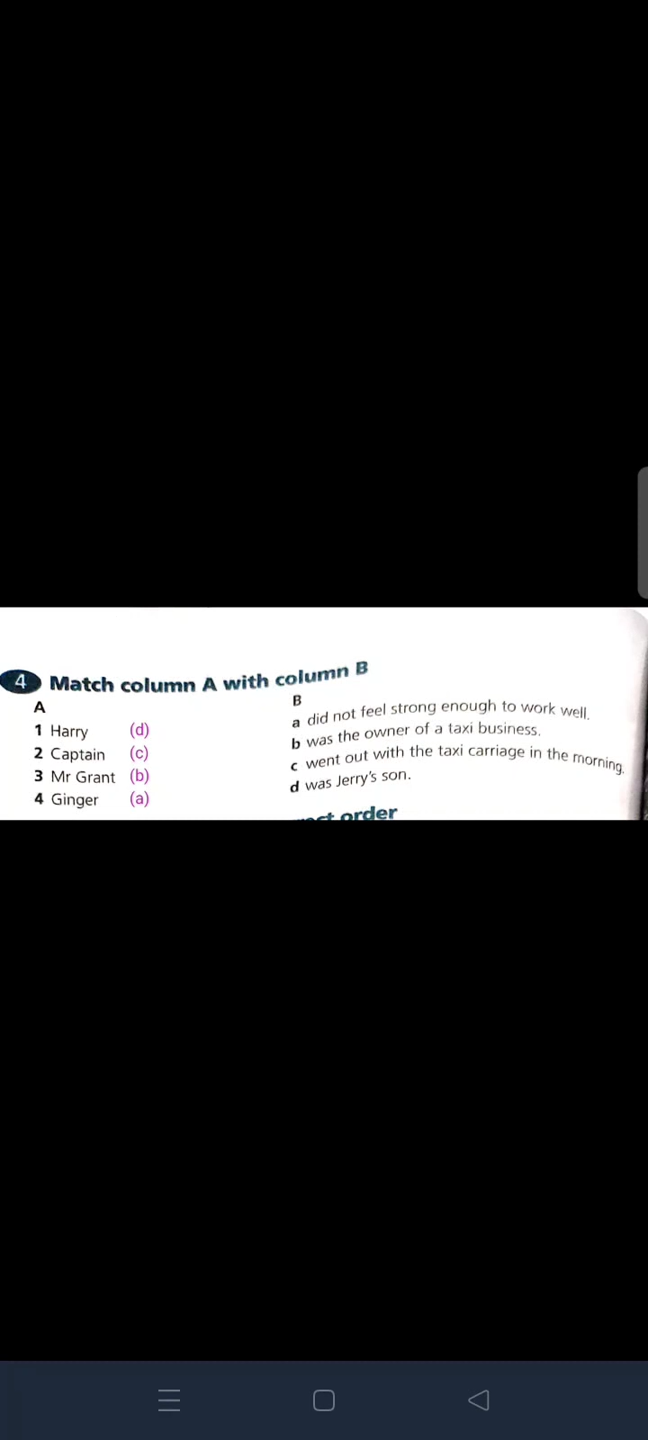 4 Match column A with column B
A B
1 Harry (d) a did not feel strong enough to work well.
2 Captain (c) b was the owner of a taxi business.
3 Mr Grant (b) c went out with the taxi carriage in the morning.
4 Ginger (a) d was Jerry's son.
order